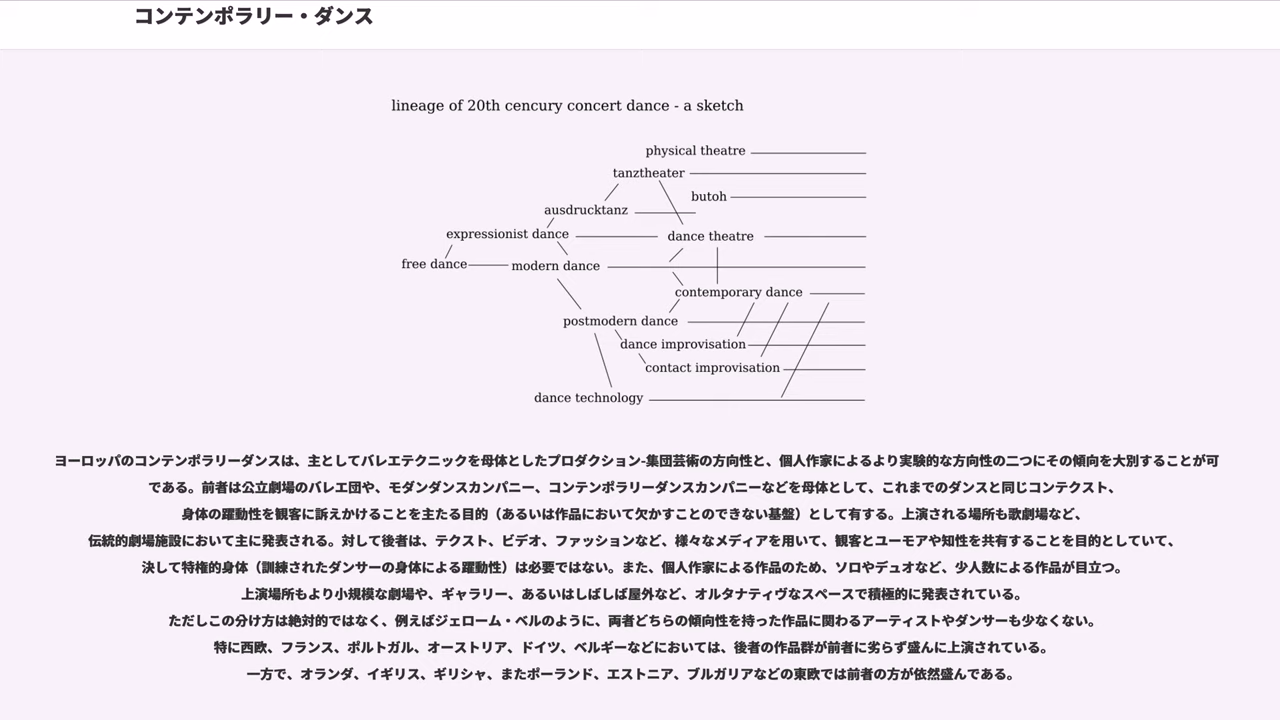 コンテンポラリー・ダンス
lineage of 20th cencury concert dance - a sketch
physical theatre
tanztheater
butoh
ausdrucktanz
expressionist dance
dance theatre
free dance
modern dance
contemporary dance
postmodern dance
dance improvisation
contact improvisation
dance technology
ヨーロッパのコンテンポラリーダンスは、主としてバレエテクニックを母体としたプロダクション-集団芸術の方向性と、個人作家によるより実験的な方向性の二つにその傾向を大別することが可
である。前者は公立劇場のバレエ団や、モダンダンスカンパニー、コンテンポラリーダンスカンパニーなどを母体として、これまでのダンスと同じコンテクスト、
身体の躍動性を観客に訴えかけることを主たる目的（あるいは作品において欠かすことのできない基盤）として有する。上演される場所も歌劇場など、
伝統的劇場施設において主に発表される。対して後者は、テクスト、ビデオ、ファッションなど、様々なメディアを用いて、観客とユーモアや知性を共有することを目的としていて、
決して特権的身体（訓練されたダンサーの身体による躍動性）は必要ではない。また、個人作家による作品のため、ソロやデュオなど、少人数による作品が目立つ。
上演場所もより小規模な劇場や、ギャラリー、あるいはしばしば屋外など、オルタナティヴなスペースで積極的に発表されている。
ただしこの分け方は絶対的ではなく、例えばジェローム・ベルのように、両者どちらの傾向性を持った作品に関わるアーティストやダンサーも少なくない。
特に西欧、フランス、ポルトガル、オーストリア、ドイツ、ベルギーなどにおいては、後者の作品群が前者に劣らず盛んに上演されている。
一方で、オランダ、イギリス、ギリシャ、またポーランド、エストニア、ブルガリアなどの東欧では前者の方が依然盛んである。